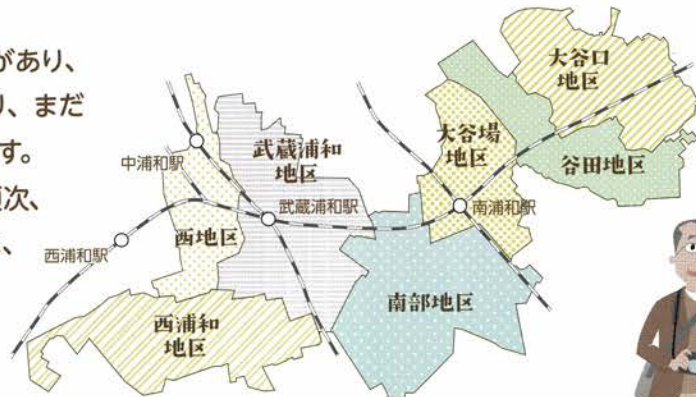 があり、
り、まだ
す。
次、
、
大谷口
地区
大谷場
地区
谷田地区
武蔵浦和
地区
中浦和駅
武蔵浦和駅
南浦和駅
西地区
西浦和駅
南部地区
西浦和
地区